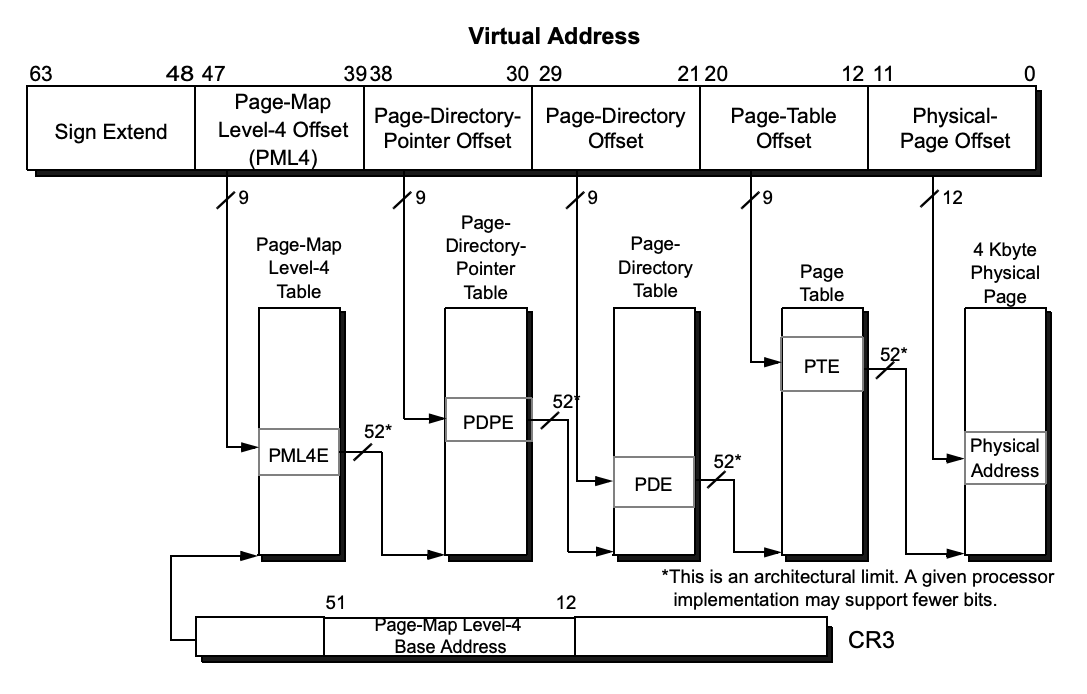 Virtual Address
63 48 47 39 38 30 29 21 20 12 11 0
Sign Extend
Page-Map
Level-4 Offset
(PML4)
Page-Directory-
Pointer Offset
Page-Directory
Offset
Page-Table
Offset
Physical-
Page Offset
9
9
9
9
12
Page-Map
Level-4
Table
Page-
Directory-
Pointer
Table
Page-
Directory
Table
Page
Table
4 Kbyte
Physical
Page
PML4E
52*
PDPE
52*
PDE
52*
PTE
52*
Physical
Address
*This is an architectural limit. A given processor
implementation may support fewer bits.
51 12
Page-Map Level-4
Base Address
CR3